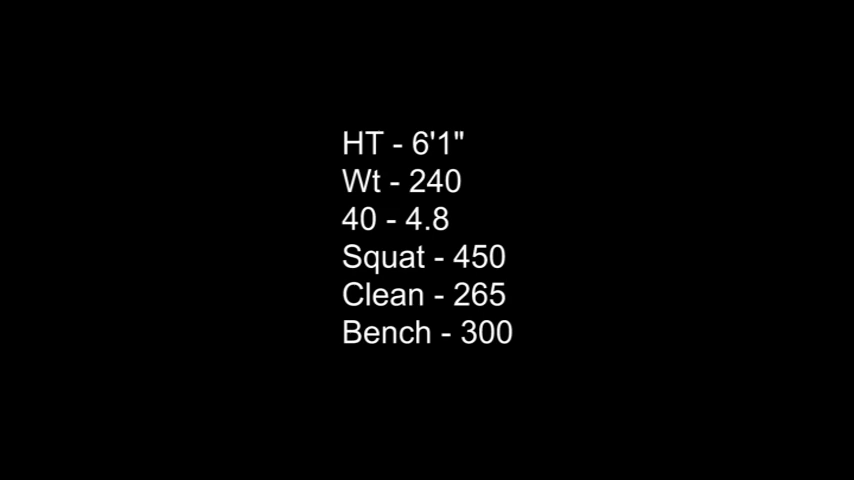 HT - 6'1"
Wt - 240
40 - 4.8
Squat - 450
Clean - 265
Bench - 300